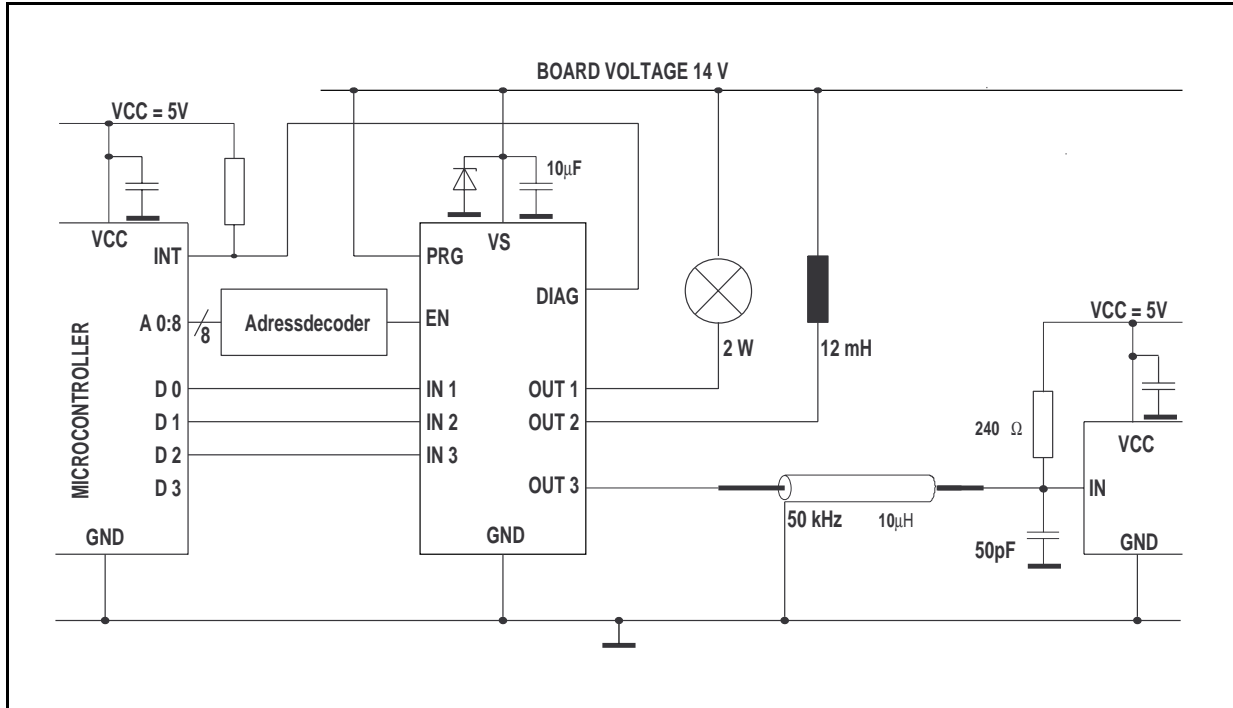 BOARD VOLTAGE 14 V
VCC = 5V
10μF
VCC
VS
INT
PRG
DIAG
A 0:8
8
Adressdecoder
EN
VCC = 5V
2 W
12 mH
MICROCONTROLLER
D 0
IN 1
OUT 1
D 1
IN 2
OUT 2
240 Ω
VCC
D 2
IN 3
D 3
OUT 3
IN
50 kHz
10μH
GND
GND
50pF
GND